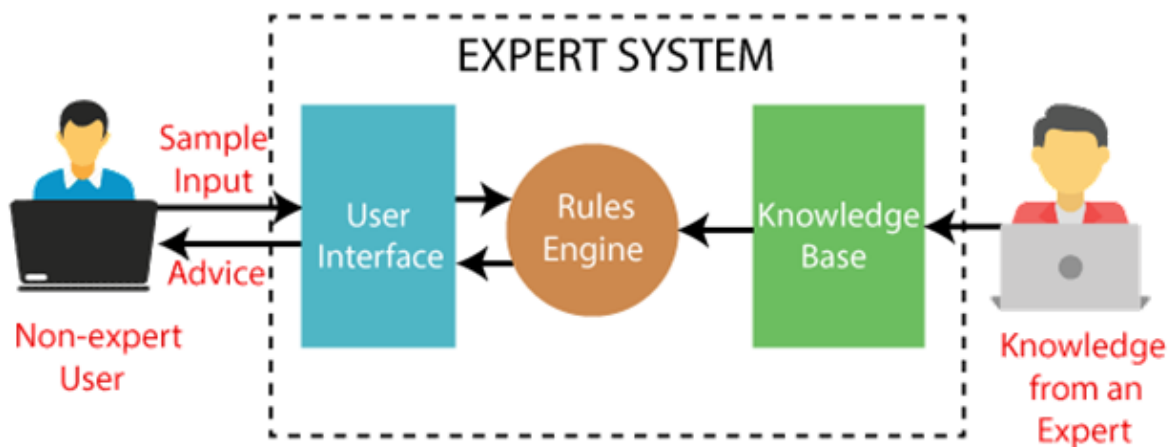 EXPERT SYSTEM
Sample
Input
Advice
Non-expert
User
User
Interface
Rules
Engine
Knowledge
Base
Knowledge
from an
Expert